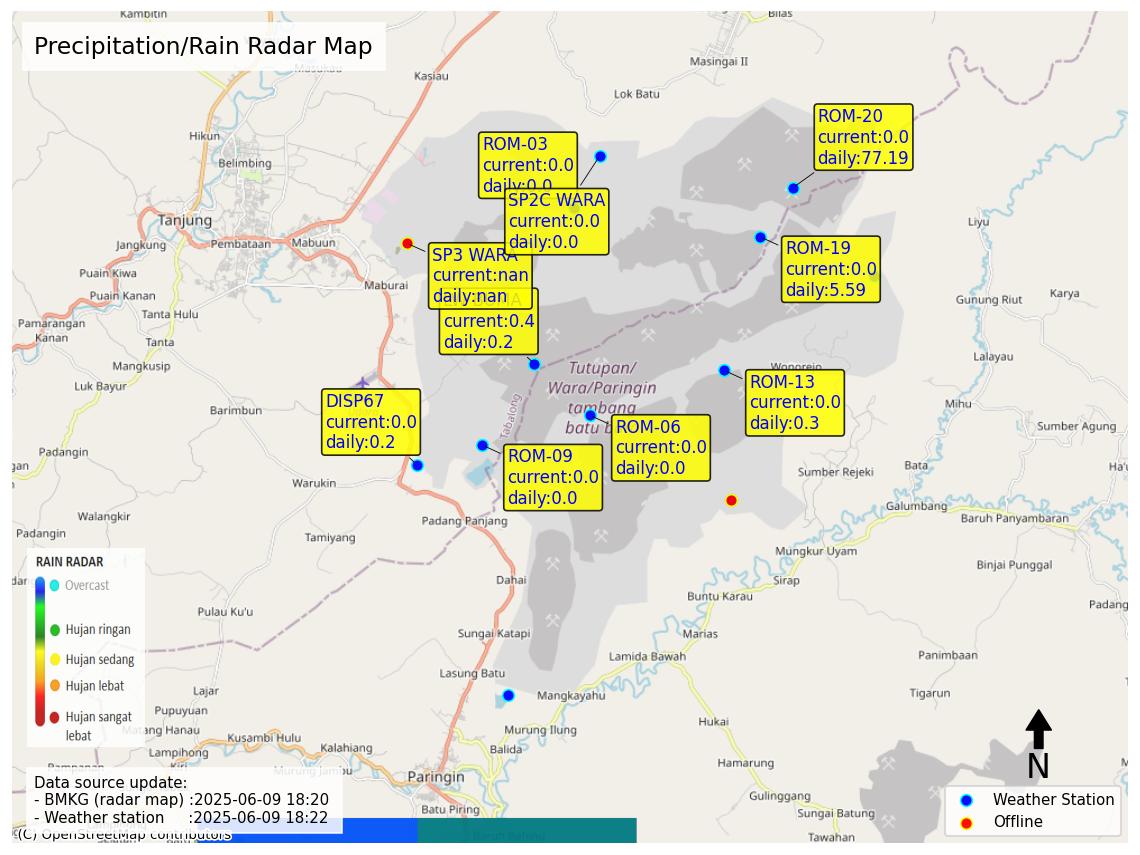 Precipitation/Rain Radar Map
Kambitin
Bilas
Masingai II
Kasiau
Lok Batu
Hikun
Belimbing
Tanjung
Jangkung
Pembataan
Mabuun
Puain Kiwa
Puain Kanan
Maburai
Tanta Hulu
Pamarangan
Kanan
Tanta
Mangkusip
Luk Bayur
Barimbun
Padangin
Warukin
Walangkir
Padangin
Tamiyang
Padang Panjang
Dahai
Pulau Ku'u
Sungai Katapi
Lasung Batu
Lajar
Pupuyuan
Matang Hanau
Lampihong
Kusambi Hulu
Kalahiang
Murung Jambu
Paringin
Batu Piring
Balida
Murung Ilung
Mangkayahu
Lamida Bawah
Marias
Buntu Karau
Sirap
Mungkur Uyam
Hukai
Hamarung
Gulinggang
Sungai Batung
Tawahan
Tigarun
Panimbaan
Binjai Punggal
Padang
Baruh Panyambaran
Galumbang
Sumber Rejeki
Bata
Sumber Agung
Mihu
Lalayau
Gunung Riut
Karya
Liyu
Wonorejo
Tabalong
Tutupan/
Wara/Paringin
tambang
batu b
ROM-03
current:0.0
daily:0.0
SP2C WARA
current:0.0
daily:0.0
ROM-20
current:0.0
daily:77.19
ROM-19
current:0.0
daily:5.59
SP3 WARA
current:nan
daily:nan
current:0.4
daily:0.2
ROM-13
current:0.0
daily:0.3
DISP67
current:0.0
daily:0.2
ROM-06
current:0.0
daily:0.0
ROM-09
current:0.0
daily:0.0
RAIN RADAR
Overcast
Hujan ringan
Hujan sedang
Hujan lebat
Hujan sangat
lebat
Data source update:
- BMKG (radar map) :2025-06-09 18:20
- Weather station :2025-06-09 18:22
(C) OpenStreetMap contributors
N
Weather Station
Offline